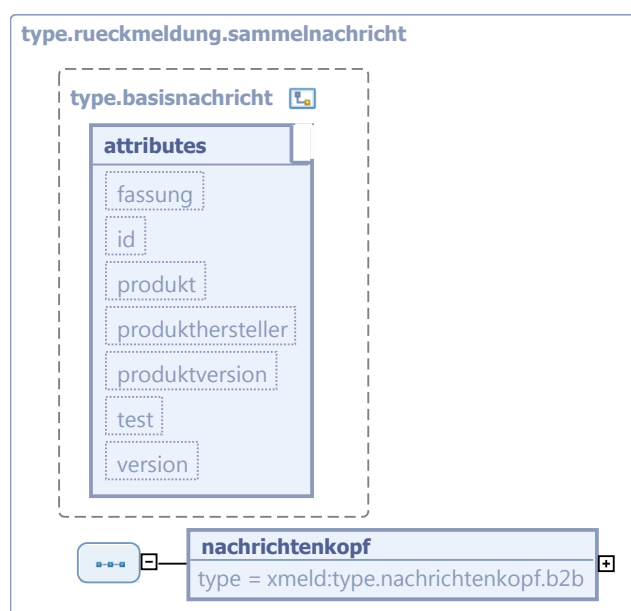 type.rueckmeldung.sammelnachricht
type.basisnachricht
attributes
fassung
id
produkt
produkthersteller
produktversion
test
version
nachrichtenkopf
type = xmeld:type.nachrichtenkopf.b2b